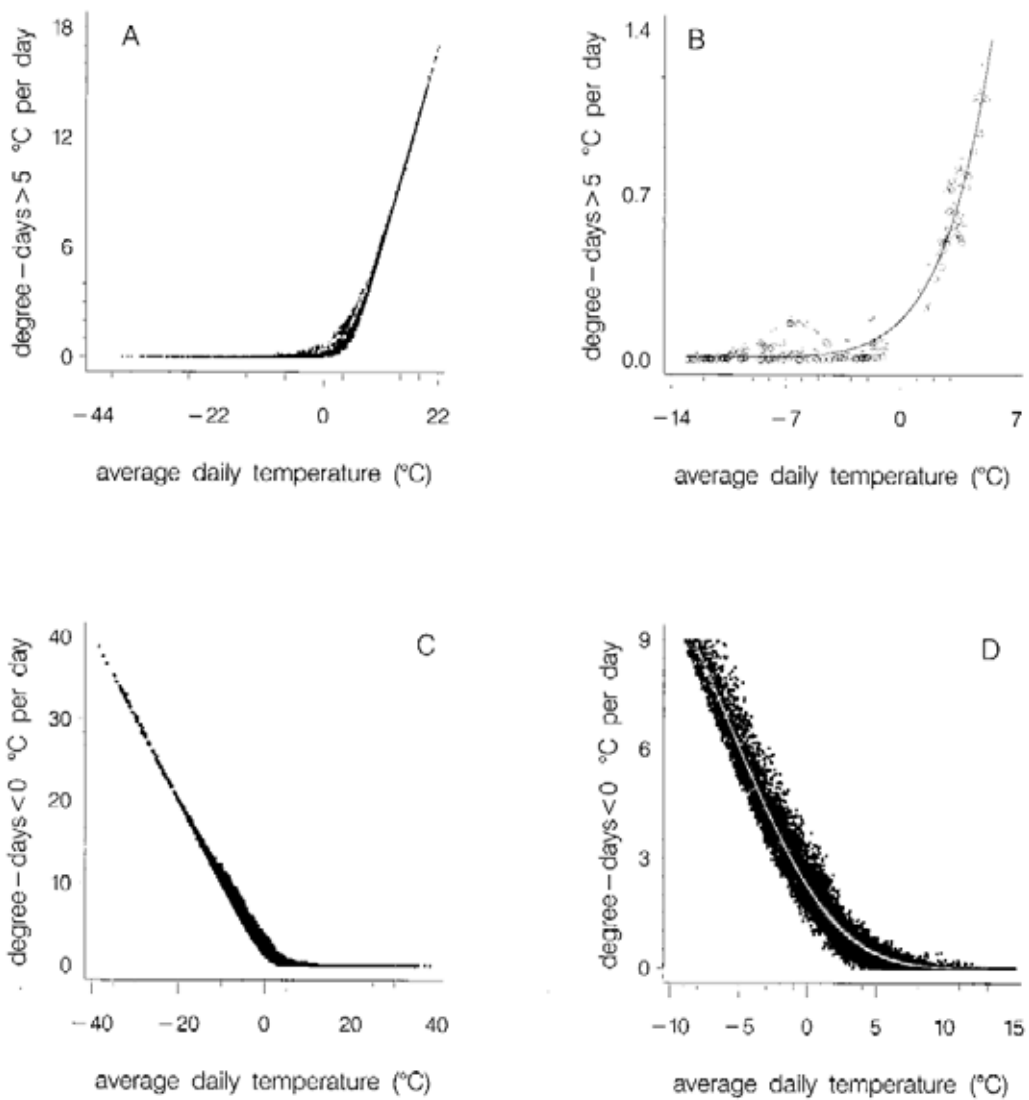 A
degree-days>5 °C per day
18
12
6
0
-44 -22 0 22
average daily temperature (°C)
B
degree-days>5 °C per day
1.4
0.7
0.0
-14 -7 0 7
average daily temperature (°C)
C
degree-days<0 °C per day
40
30
20
10
0
-40 -20 0 20 40
average daily temperature (°C)
D
degree-days<0 °C per day
9
6
3
0
-10 -5 0 5 10 15
average daily temperature (°C)